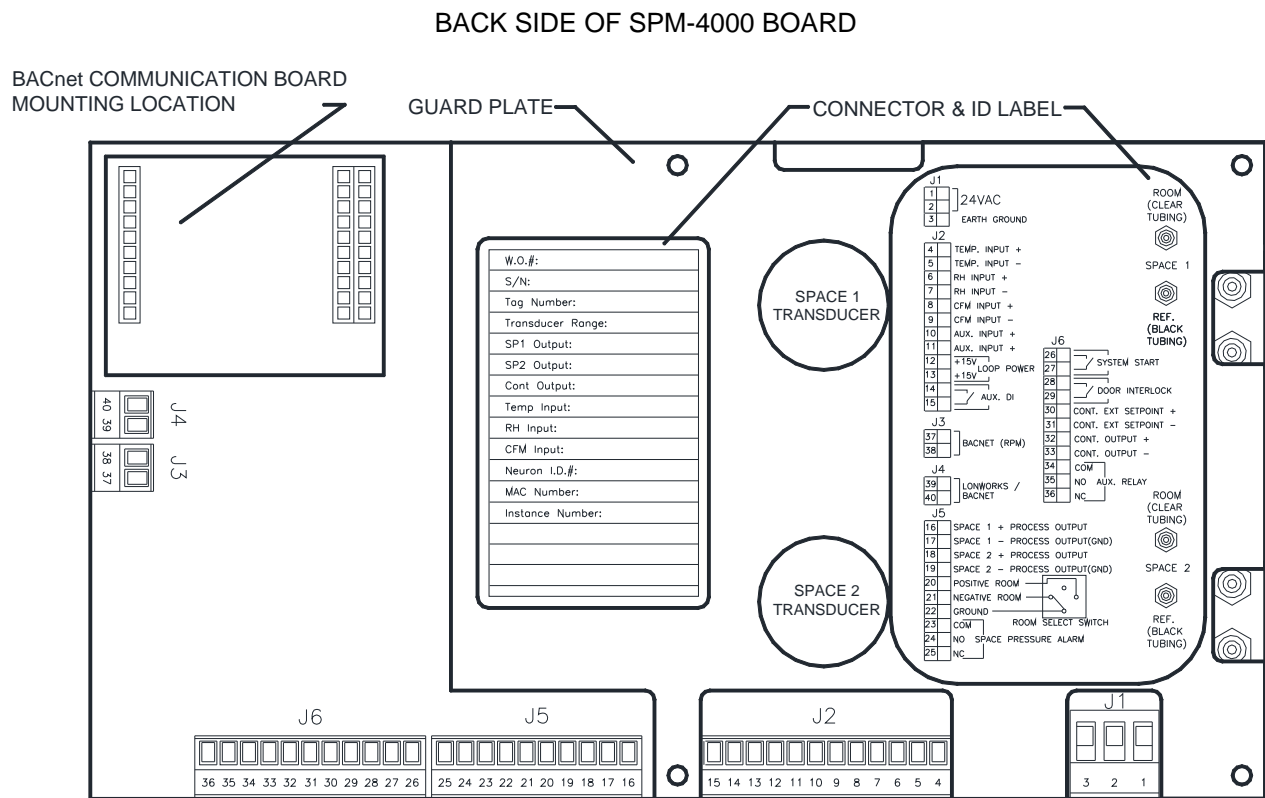 BACK SIDE OF SPM-4000 BOARD
BACnet COMMUNICATION BOARD
MOUNTING LOCATION
GUARD PLATE
CONNECTOR & ID LABEL
W.O.#:
S/N:
Tag Number:
Transducer Range:
SP1 Output:
SP2 Output:
Cont Output:
Temp Input:
RH Input:
CFM Input:
Neuron I.D.#:
MAC Number:
Instance Number:
SPACE 1
TRANSDUCER
SPACE 2
TRANSDUCER
J1
1
2
24VAC
3 EARTH GROUND
J2
4 TEMP. INPUT +
5 TEMP. INPUT -
6 RH INPUT +
7 RH INPUT -
8 CFM INPUT +
9 CFM INPUT -
10 AUX. INPUT +
11 AUX. INPUT +
12 +15V
LOOP POWER
13 +15V
14
AUX. DI
15
J3
37
BACNET (RPM)
38
J4
39 LONWORKS /
40 BACNET
J5
16 SPACE 1 + PROCESS OUTPUT
17 SPACE 1 - PROCESS OUTPUT(GND)
18 SPACE 2 + PROCESS OUTPUT
19 SPACE 2 - PROCESS OUTPUT(GND)
20 POSITIVE ROOM
21 NEGATIVE ROOM
22 GROUND
ROOM SELECT SWITCH
23 COM
24 NO SPACE PRESSURE ALARM
25 NC
J6
26
SYSTEM START
27
28
DOOR INTERLOCK
29
30 CONT. EXT SETPOINT +
31 CONT. EXT SETPOINT -
32 CONT. OUTPUT +
33 CONT. OUTPUT -
34 COM
35 NO AUX. RELAY
36 NC
ROOM
(CLEAR
TUBING)
SPACE 1
REF.
(BLACK
TUBING)
ROOM
(CLEAR
TUBING)
SPACE 2
REF.
(BLACK
TUBING)
40 39
J4
38 37
J3
J6
36 35 34 33 32 31 30 29 28 27 26
J5
25 24 23 22 21 20 19 18 17 16
J2
15 14 13 12 11 10 9 8 7 6 5 4
J1
3 2 1